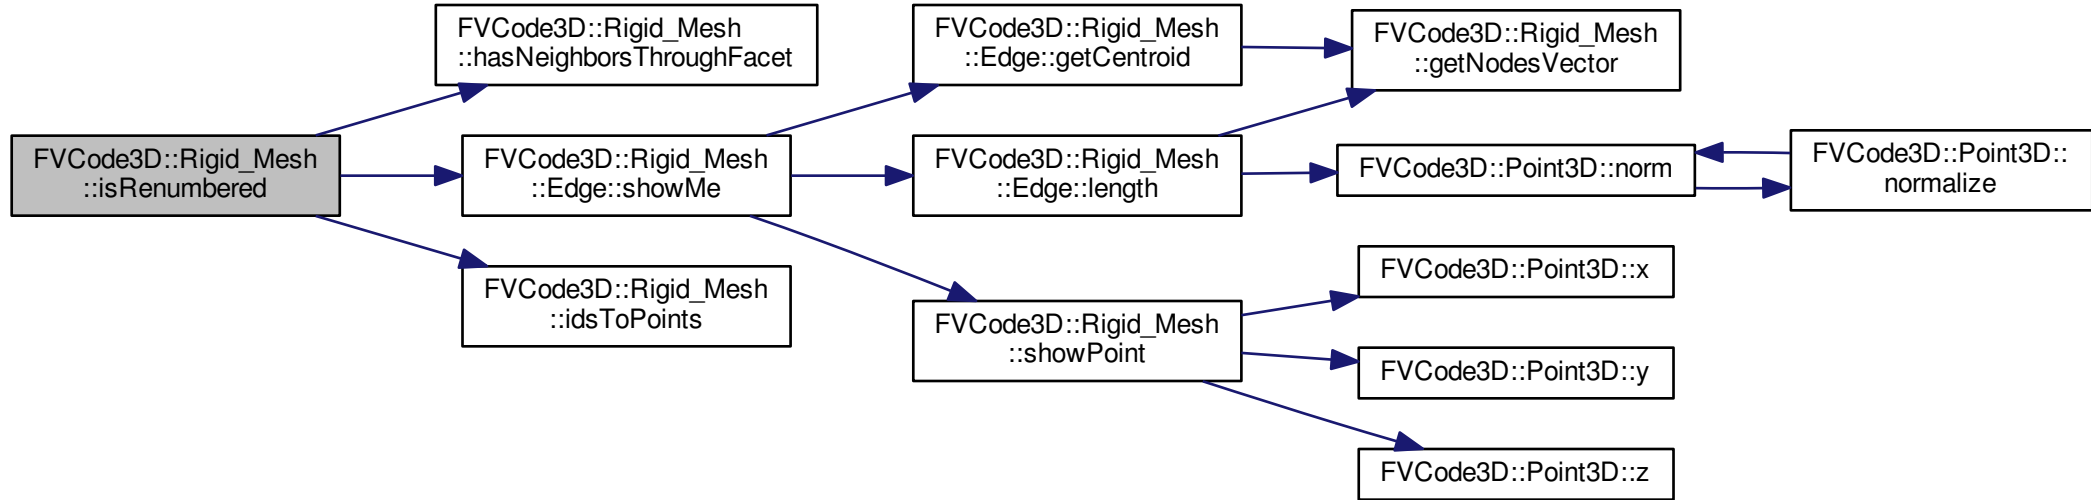 FVCode3D::Rigid_Mesh
::isRenumbered
FVCode3D::Rigid_Mesh
::hasNeighborsThroughFacet
FVCode3D::Rigid_Mesh
::Edge::showMe
FVCode3D::Rigid_Mesh
::idsToPoints
FVCode3D::Rigid_Mesh
::Edge::getCentroid
FVCode3D::Rigid_Mesh
::Edge::length
FVCode3D::Rigid_Mesh
::showPoint
FVCode3D::Rigid_Mesh
::getNodesVector
FVCode3D::Point3D::norm
FVCode3D::Point3D::x
FVCode3D::Point3D::y
FVCode3D::Point3D::z
FVCode3D::Point3D::
normalize